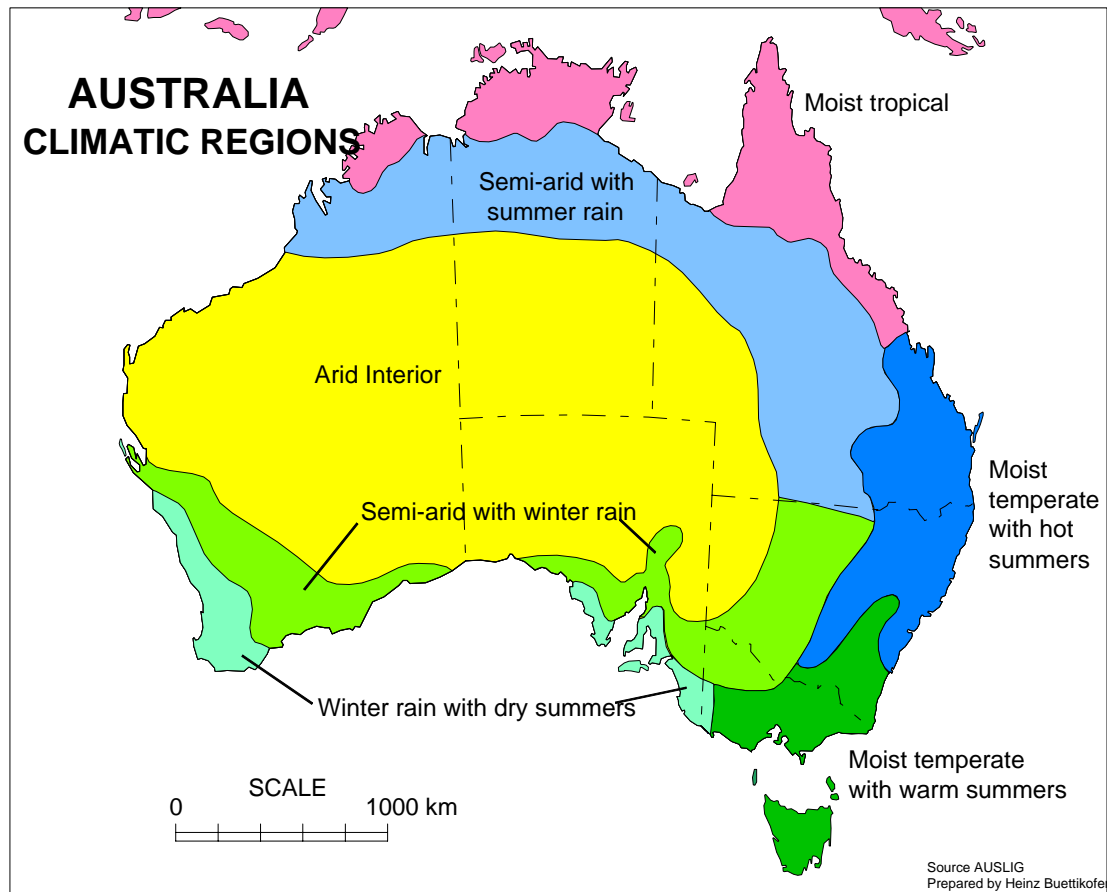 AUSTRALIA
CLIMATIC REGIONS
Moist tropical
Semi-arid with
summer rain
Arid Interior
Moist
temperate
with hot
summers
Semi-arid with winter rain
Winter rain with dry summers
Moist temperate
with warm summers
SCALE
0 1000 km
Source AUSLIG
Prepared by Heinz Buettikofer